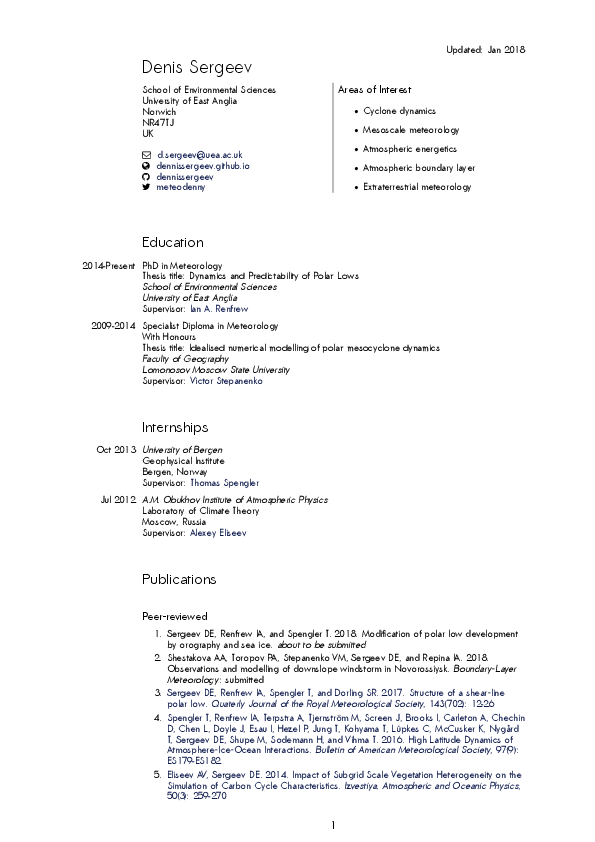 Updated: Jan 2018
Denis Sergeev
School of Environmental Sciences
University of East Anglia
Norwich
NR47TJ
UK
d.sergeev@uea.ac.uk
dennissergeev.github.io
dennissergeev
meteodenny
Areas of Interest
• Cyclone dynamics
• Mesoscale meteorology
• Atmospheric energetics
• Atmospheric boundary layer
• Extraterrestrial meteorology
Education
2014-Present PhD in Meteorology
Thesis title: Dynamics and Predictability of Polar Lows
School of Environmental Sciences
University of East Anglia
Supervisor: Ian A. Renfrew
2009-2014 Specialist Diploma in Meteorology
With Honours
Thesis title: Idealised numerical modelling of polar mesocyclone dynamics
Faculty of Geography
Lomonosov Moscow State University
Supervisor: Victor Stepanenko
Internships
Oct 2013 University of Bergen
Geophysical Institute
Bergen, Norway
Supervisor: Thomas Spengler
Jul 2012 A.M. Obukhov Institute of Atmospheric Physics
Laboratory of Climate Theory
Moscow, Russia
Supervisor: Alexey Eliseev
Publications
Peer-reviewed
1. Sergeev DE, Renfrew IA, and Spengler T. 2018. Modification of polar low development
by orography and sea ice. about to be submitted
2. Shestakova AA, Toropov PA, Stepanenko VM, Sergeev DE, and Repina IA. 2018.
Observations and modelling of downslope windstorm in Novorossiysk. Boundary-Layer
Meteorology: submitted
3. Sergeev DE, Renfrew IA, Spengler T, and Dorling SR. 2017. Structure of a shear-line
polar low. Quaterly Journal of the Royal Meteorological Society, 143(702): 12-26
4. Spengler T, Renfrew IA, Terpstra A, Tjernström M, Screen J, Brooks I, Carleton A, Chechin
D, Chen L, Doyle J, Esau I, Hezel P, Jung T, Kohyama T, Lüpkes C, McCusker K, Nygård
T, Sergeev DE, Shupe M, Sodemann H, and Vihma T. 2016. High Latitude Dynamics of
Atmosphere-Ice-Ocean Interactions. Bulletin of American Meteorological Society, 97(9):
ES179-ES182
5. Eliseev AV, Sergeev DE. 2014. Impact of Subgrid Scale Vegetation Heterogeneity on the
Simulation of Carbon Cycle Characteristics. Izvestiya, Atmospheric and Oceanic Physics,
50(3): 259-270
1